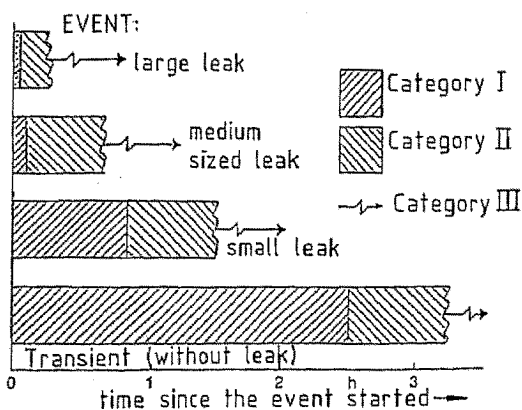 EVENT:
large leak
medium
sized leak
small leak
Transient (without leak)
Category I
Category II
Category III
0 1 2 h 3
time since the event started